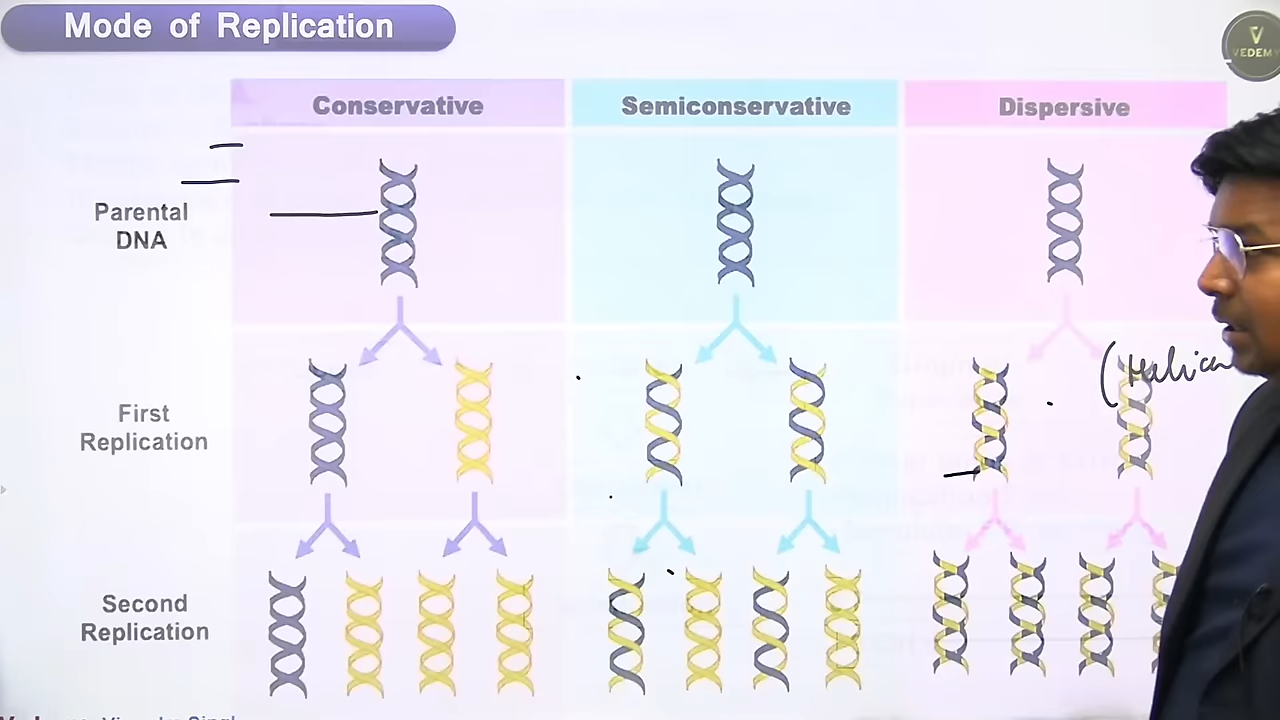 Mode of Replication
VEDEM
Conservative
Semiconservative
Dispersive
Parental
DNA
First
Replication
Second
Replication